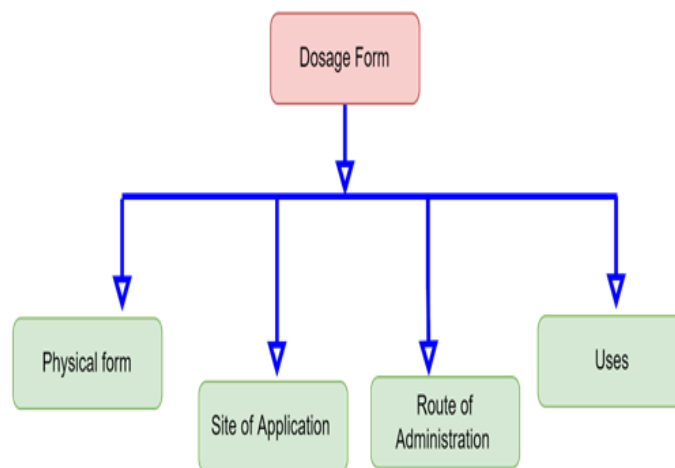 Dosage Form
Physical form
Site of Application
Route of
Administration
Uses